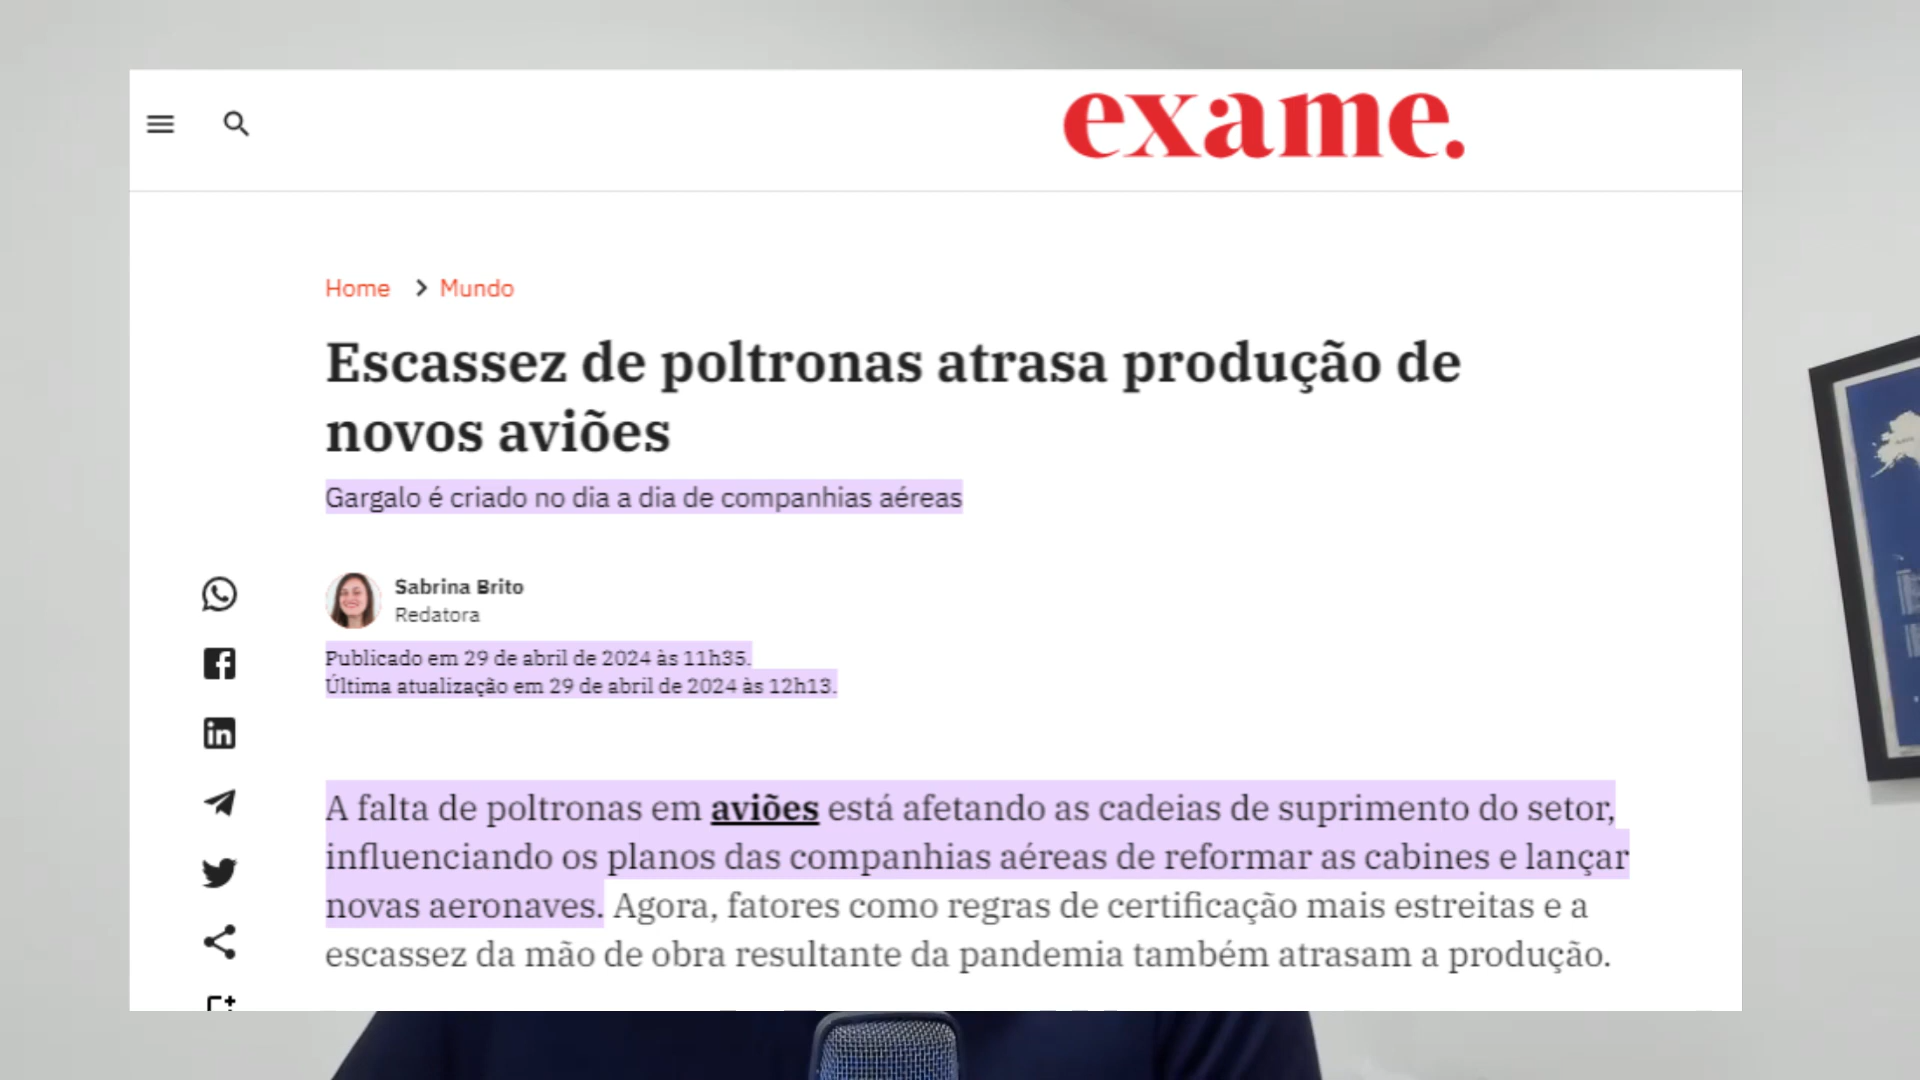 exame.
Home > Mundo
Escassez de poltronas atrasa produção de
novos aviões
Gargalo é criado no dia a dia de companhias aéreas
Sabrina Brito
Redatora
Publicado em 29 de abril de 2024 às 11h35.
Última atualização em 29 de abril de 2024 às 12h13.
A falta de poltronas em aviões está afetando as cadeias de suprimento do setor,
influenciando os planos das companhias aéreas de reformar as cabines e lançar
novas aeronaves. Agora, fatores como regras de certificação mais estreitas e a
escassez da mão de obra resultante da pandemia também atrasam a produção.